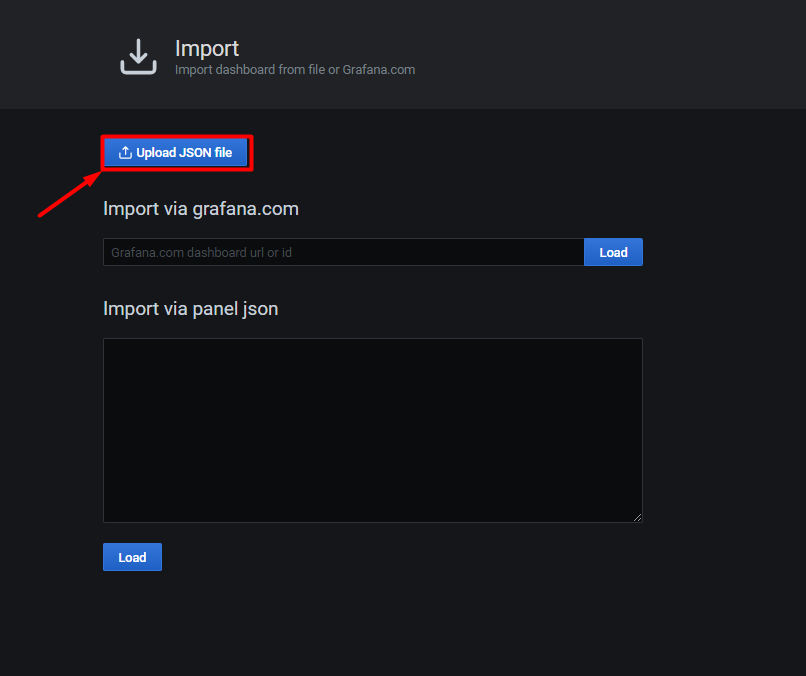 Import
Import dashboard from file or Grafana.com
Upload JSON file
Import via grafana.com
Grafana.com dashboard url or id
Load
Import via panel json
Load